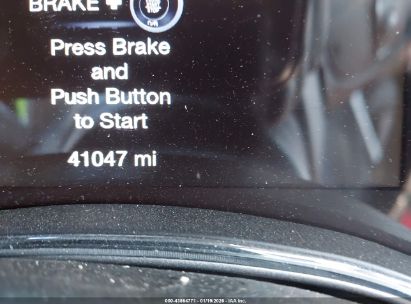 BRAKE +
Press Brake
and
Push Button
to Start
41047 mi